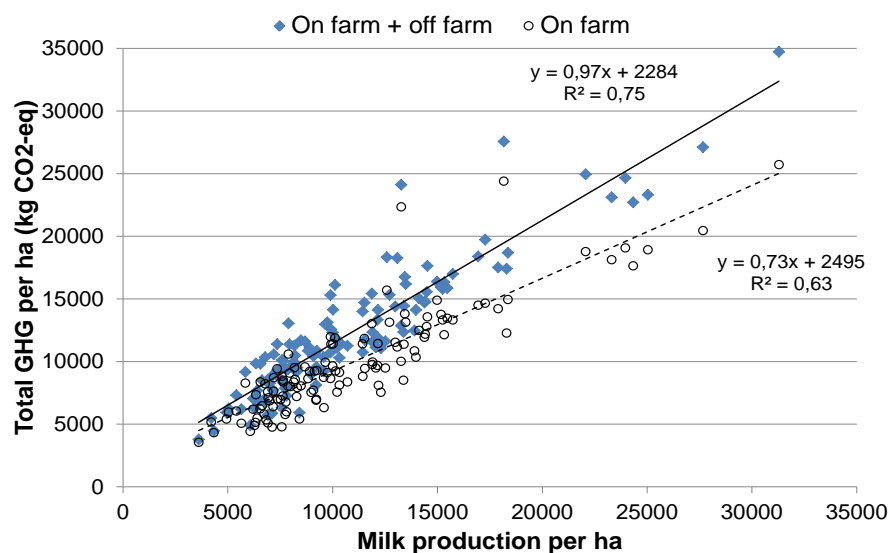 On farm + off farm
On farm
35000
30000
25000
20000
15000
10000
5000
0
Total GHG per ha (kg CO2-eq)
y = 0,97x + 2284
R² = 0,75
y = 0,73x + 2495
R² = 0,63
0
5000
10000
15000
20000
25000
30000
35000
Milk production per ha